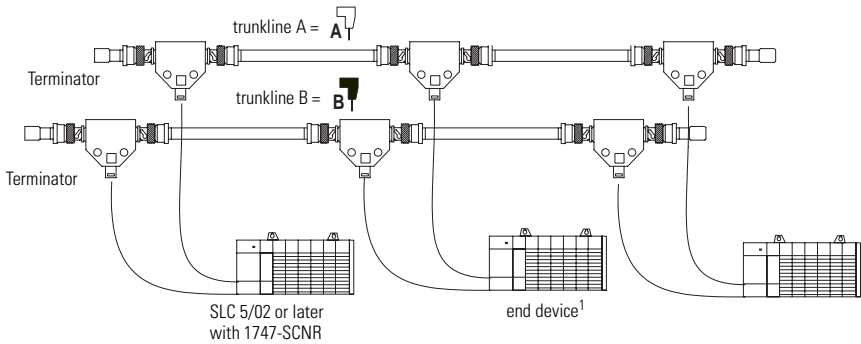 trunkline A = A
Terminator
trunkline B = B
Terminator
SLC 5/02 or later
with 1747-SCNR
end device1